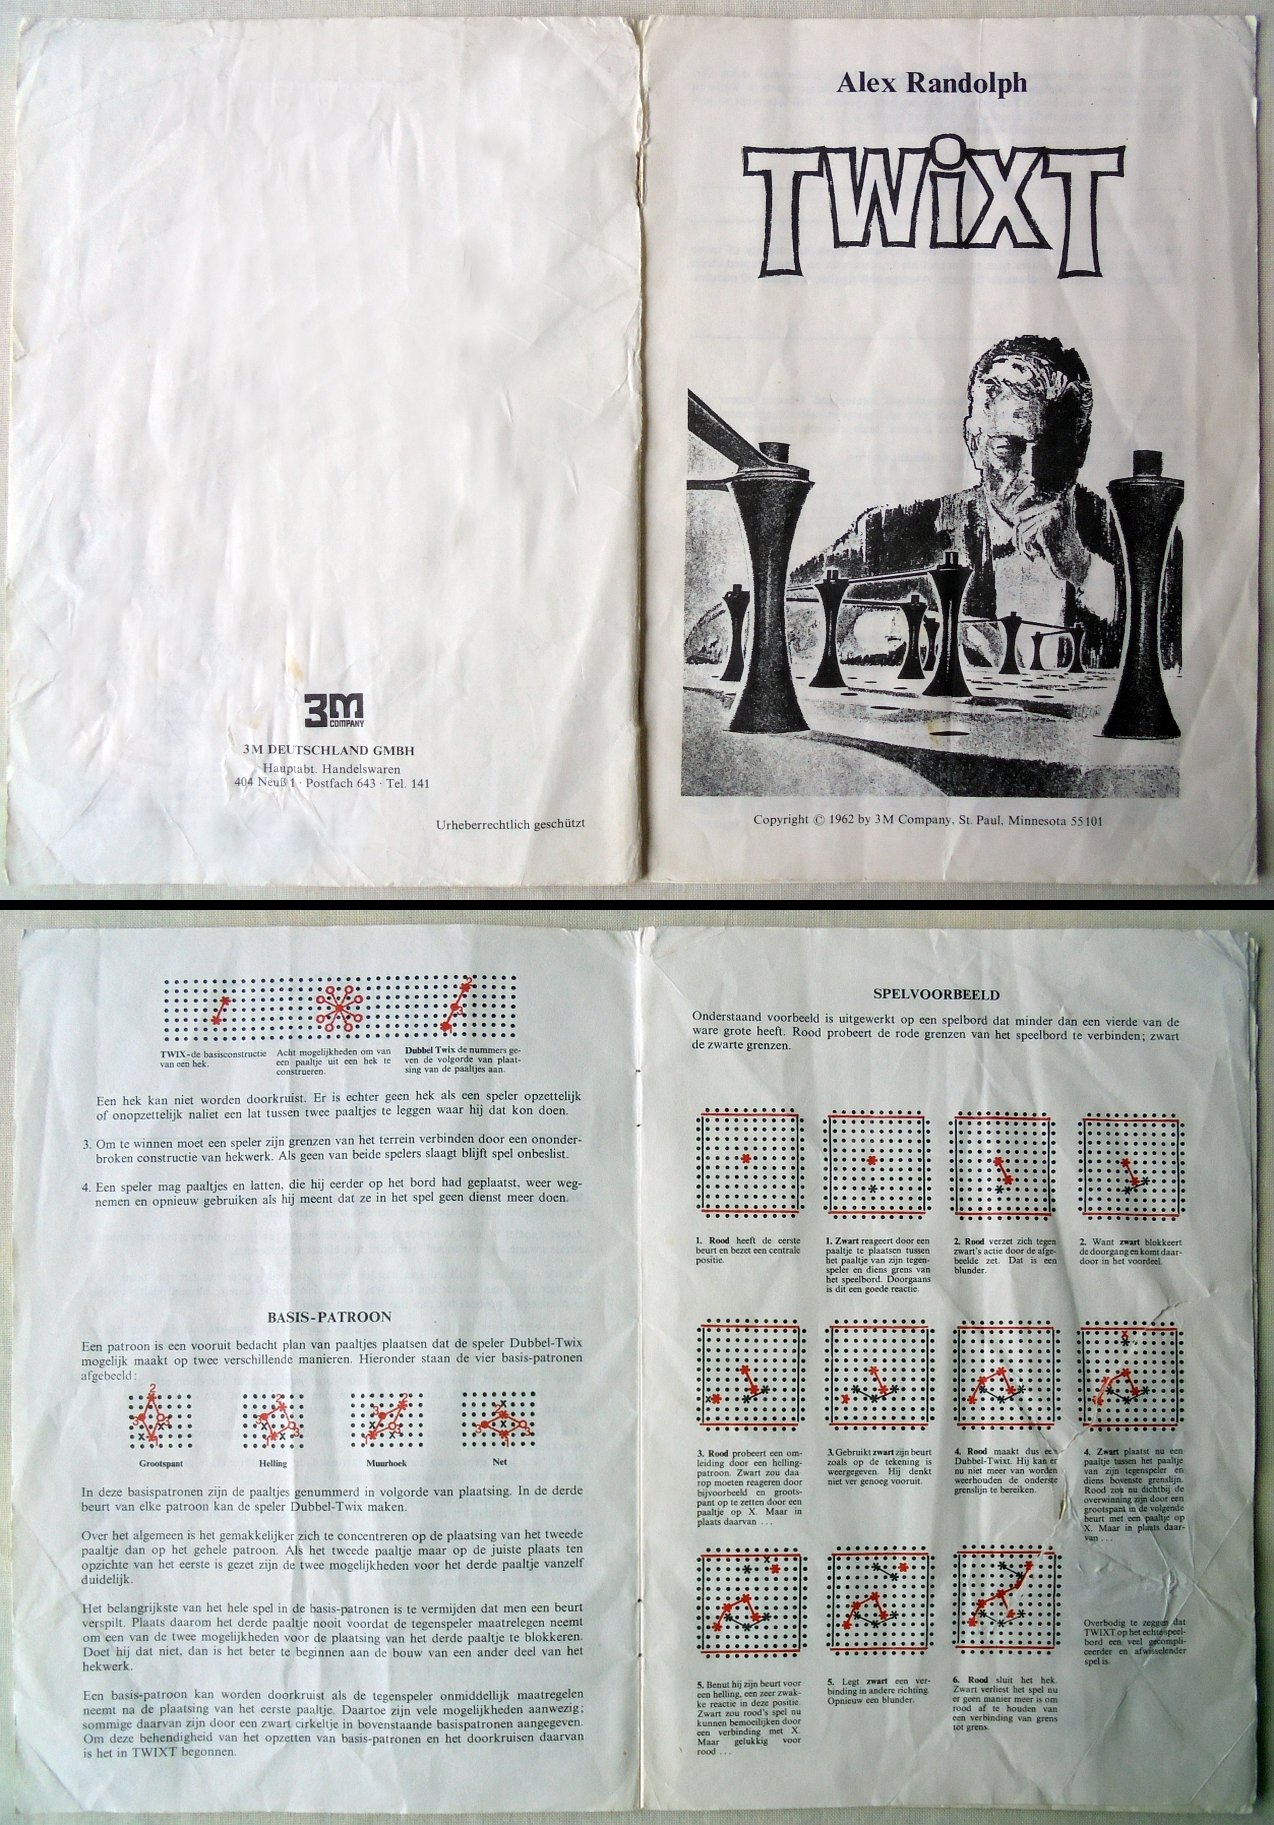 3M
COMPANY
3M DEUTSCHLAND GMBH
Hauptabt. Handelswaren
404 Neuß 1 · Postfach 643 · Tel. 141
Urheberrechtlich geschützt
Alex Randolph
TWiXT
Copyright © 1962 by 3M Company, St. Paul, Minnesota 55101
TWIX-de basisconstructie
van een hek.
Acht mogelijkheden om van
een paaltje uit een hek te
construeren.
Dubbel Twix de nummers ge-
ven de volgorde van plaat-
sing van de paaltjes aan.
Een hek kan niet worden doorkruist. Er is echter geen hek als een speler opzettelijk
of onopzettelijk naliet een lat tussen twee paaltjes te leggen waar hij dat kon doen.
3. Om te winnen moet een speler zijn grenzen van het terrein verbinden door een ononder-
broken constructie van hekwerk. Als geen van beide spelers slaagt blijft spel onbeslist.
4. Een speler mag paaltjes en latten, die hij eerder op het bord had geplaatst, weer weg-
nemen en opnieuw gebruiken als hij meent dat ze in het spel geen dienst meer doen.
BASIS-PATROON
Een patroon is een vooruit bedacht plan van paaltjes plaatsen dat de speler Dubbel-Twix
mogelijk maakt op twee verschillende manieren. Hieronder staan de vier basis-patronen
afgebeeld:
Grootspant
Helling
Muurhoek
Net
In deze basispatronen zijn de paaltjes genummerd in volgorde van plaatsing. In de derde
beurt van elke patroon kan de speler Dubbel-Twix maken.
Over het algemeen is het gemakkelijker zich te concentreren op de plaatsing van het tweede
paaltje dan op het gehele patroon. Als het tweede paaltje maar op de juiste plaats ten
opzichte van het eerste is gezet zijn de twee mogelijkheden voor het derde paaltje vanzelf
duidelijk.
Het belangrijkste van het hele spel in de basis-patronen is te vermijden dat men een beurt
verspilt. Plaats daarom het derde paaltje nooit voordat de tegenspeler maatregelen neemt
om een van de twee mogelijkheden voor de plaatsing van het derde paaltje te blokkeren.
Doet hij dat niet, dan is het beter te beginnen aan de bouw van een ander deel van het
hekwerk.
Een basis-patroon kan worden doorkruist als de tegenspeler onmiddellijk maatregelen
neemt na de plaatsing van het eerste paaltje. Daartoe zijn vele mogelijkheden aanwezig;
sommige daarvan zijn door een zwart cirkeltje in bovenstaande basispatronen aangegeven.
Om deze behendigheid van het opzetten van basis-patronen en het doorkruisen daarvan
is het in TWIXT begonnen.
SPELVOORBEELD
Onderstaand voorbeeld is uitgewerkt op een spelbord dat minder dan een vierde van de
ware grote heeft. Rood probeert de rode grenzen van het speelbord te verbinden; zwart
de zwarte grenzen.
1. Rood heeft de eerste
beurt en bezet een centrale
positie.
1. Zwart reageert door een
paaltje te plaatsen tussen
het paaltje van zijn tegen-
speler en diens grens van
het speelbord. Doorgaans
is dit een goede reactie.
2. Rood verzet zich tegen
zwart's actie door de afge-
beelde zet. Dat is een
blunder.
2. Want zwart blokkeert
de doorgang en komt daar-
door in het voordeel.
3. Rood probeert een om-
leiding door een helling-
patroon. Zwart zou daa
rop moeten reageren door
bijvoorbeeld en groots-
pant op te zetten door een
paaltje op X. Maar in
plaats daarvan ...
3. Gebruikt zwart zijn beurt
zoals op de tekening is
weergegeven. Hij denkt
niet ver genoeg vooruit.
4. Rood maakt dus een
Dubbel-Twixt. Hij kan er
nu niet meer van worden
weerhouden de onderste
grenslijn te bereiken.
4. Zwart plaatst nu een
paaltje tussen het paaltje
van zijn tegenspeler en
diens bovenste grenslijn.
Rood zou nu dichtbij de
overwinning zijn door een
grootspant in de volgende
beurt met een paaltje op
X. Maar in plaats daar-
van ...
5. Benut hij zijn beurt voor
een helling, een zeer zwak-
ke reactie in deze positie.
Zwart zou rood's spel nu
kunnen bemoeilijken door
een verbinding met X.
Maar gelukkig voor
rood ...
5. Legt zwart een ver-
binding in andere richting.
Opnieuw een blunder.
6. Rood sluit het hek.
Zwart verliest het spel nu
er geen manier meer is om
rood af te houden van
een verbinding van grens
tot grens.
Overbodig te zeggen dat
TWIXT op het echte speel-
bord een veel gecompli-
ceerder en afwisselender
spel is.